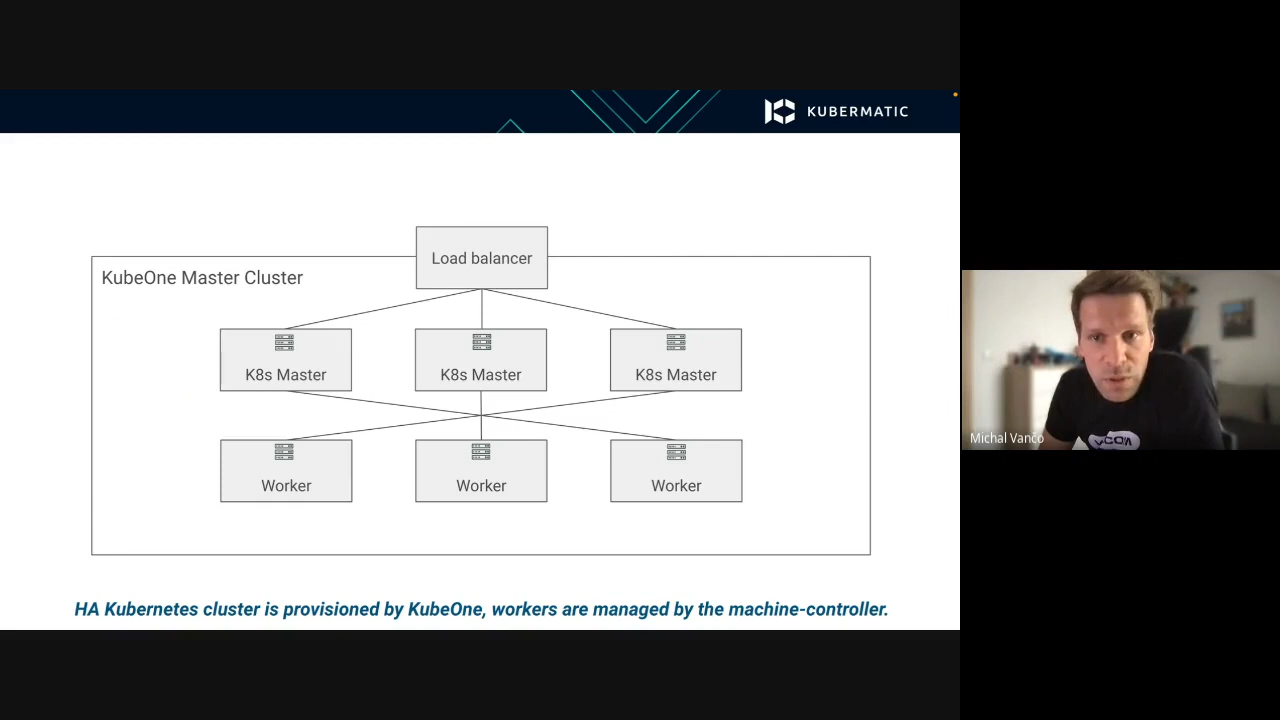 KUBERMATIC
Load balancer
KubeOne Master Cluster
K8s Master
K8s Master
K8s Master
Worker
Worker
Worker
HA Kubernetes cluster is provisioned by KubeOne, workers are managed by the machine-controller.
Michal Vančo